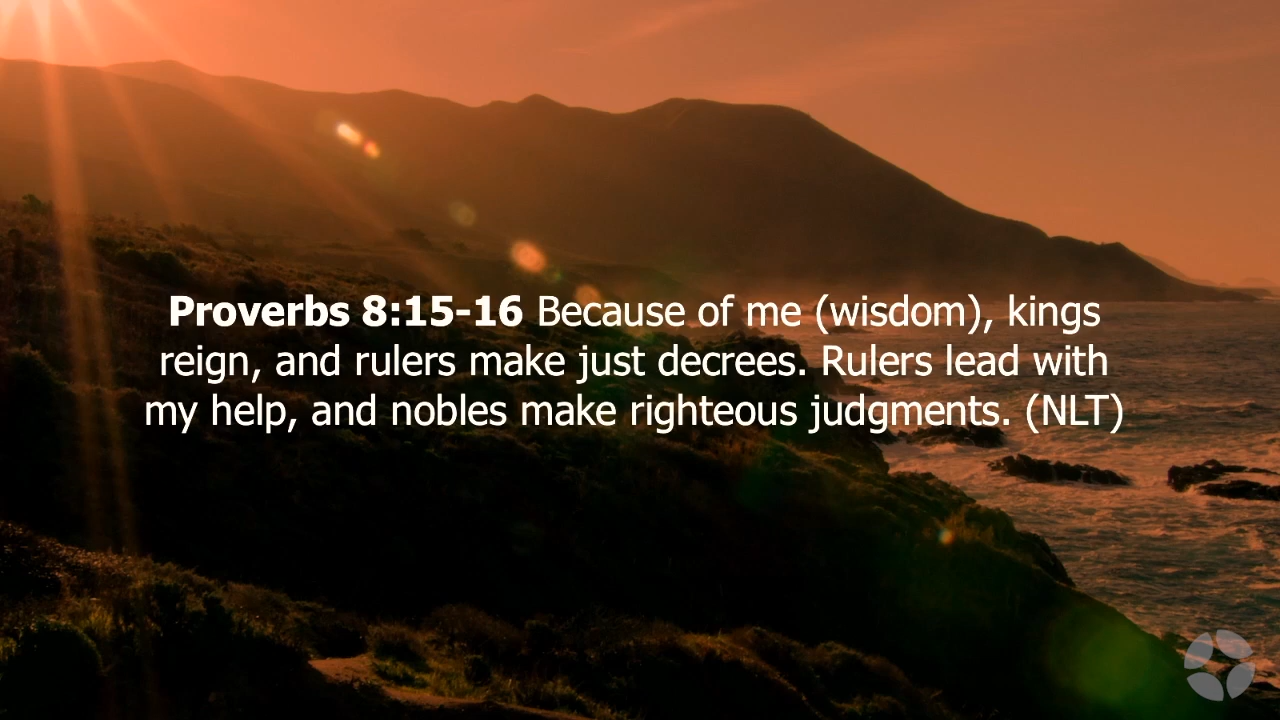 Proverbs 8:15-16 Because of me (wisdom), kings
reign, and rulers make just decrees. Rulers lead with
my help, and nobles make righteous judgments. (NLT)